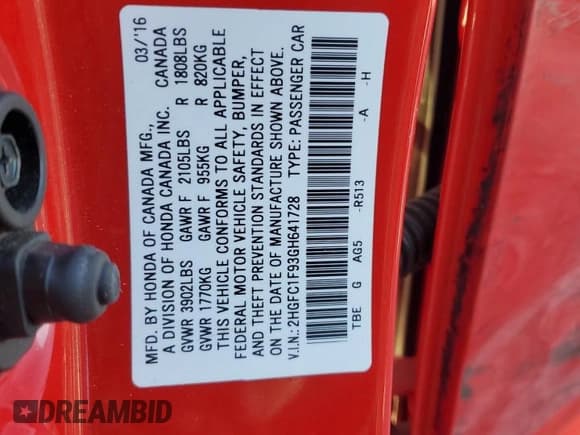 MFD. BY HONDA OF CANADA MFG., 03/'16
A DIVISION OF HONDA CANADA INC. CANADA
GVWR 3902LBS GAWR F 2105LBS R 1808LBS
GVWR 1770KG GAWR F 955KG R 820KG
THIS VEHICLE CONFORMS TO ALL APPLICABLE
FEDERAL MOTOR VEHICLE SAFETY, BUMPER,
AND THEFT PREVENTION STANDARDS IN EFFECT
ON THE DATE OF MANUFACTURE SHOWN ABOVE.
V.I.N.: 2HGFC1F93GH641728 TYPE: PASSENGER CAR
TBE G AG5 -R513 -A -H
DREAMBID